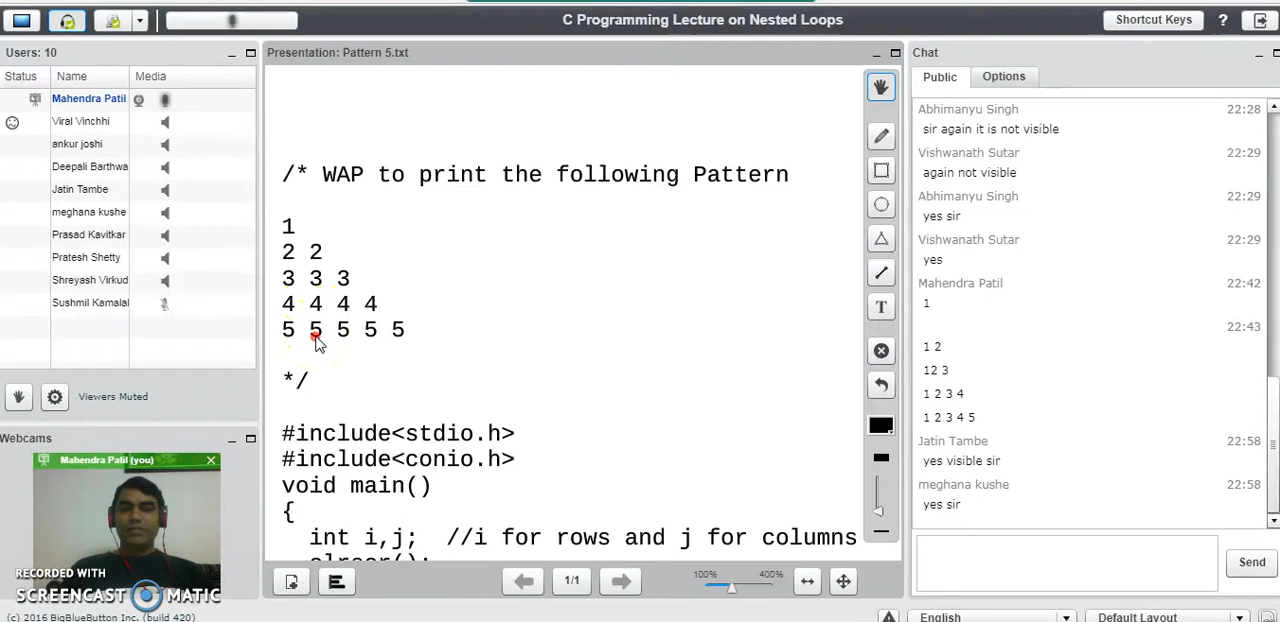 C Programming Lecture on Nested Loops
Shortcut Keys
?
Users: 10
Status Name Media
Mahendra Patil
Viral Vinchhi
ankur joshi
Deepali Barthwa
Jatin Tambe
meghana kushe
Prasad Kavitkar
Pratesh Shetty
Shreyash Virkud
Sushmil Kamalal
Viewers Muted
Webcams
Mahendra Patil (you)
RECORDED WITH
SCREENCAST MATIC
(c) 2016 BigBlueButton Inc. (build 420)
Presentation: Pattern 5.txt
/* WAP to print the following Pattern
1
2 2
3 3 3
4 4 4 4
5 5 5 5 5
*/
#include<stdio.h>
#include<conio.h>
void main()
{
int i,j; //i for rows and j for columns
clrscr();
T
1/1
100% 400%
Chat
Public Options
Abhimanyu Singh 22:28
sir again it is not visible
Vishwanath Sutar 22:29
again not visible
Abhimanyu Singh 22:29
yes sir
Vishwanath Sutar 22:29
yes
Mahendra Patil 22:42
1
22:43
1 2
12 3
1 2 3 4
1 2 3 4 5
Jatin Tambe 22:58
yes visible sir
meghana kushe 22:58
yes sir
Send
English
Default Layout